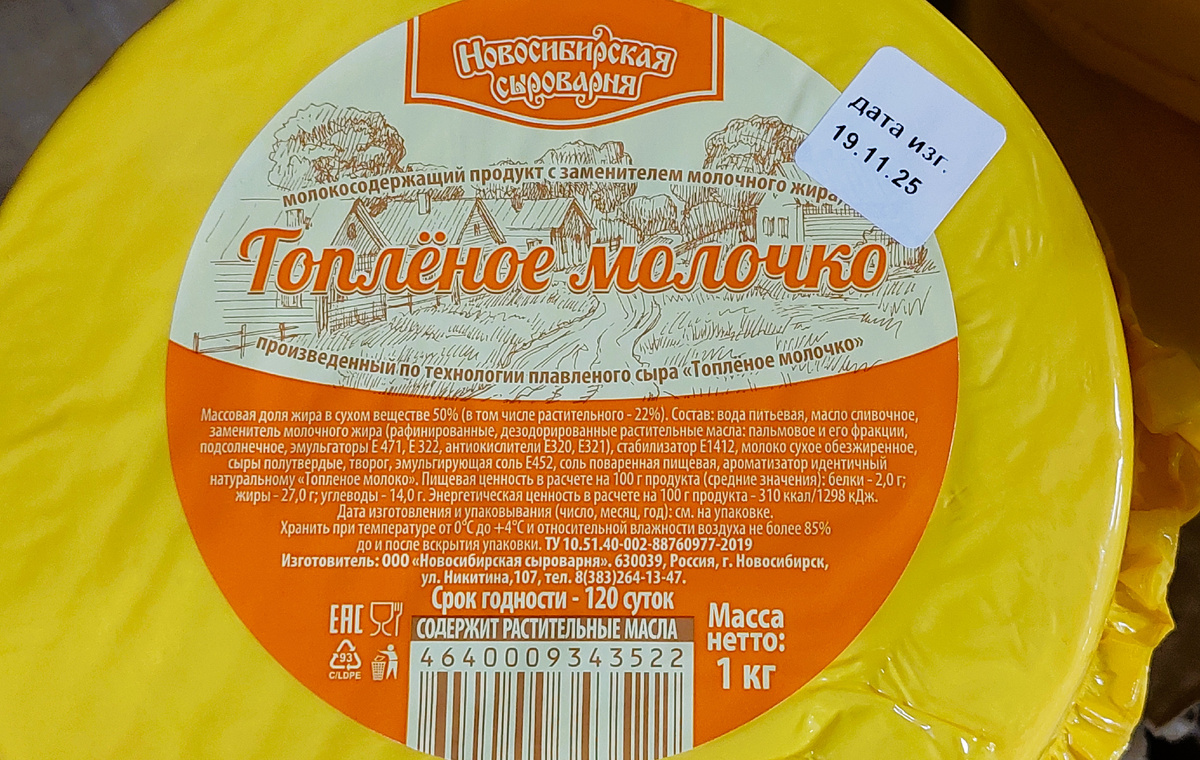 Новосибирская
сыроварня
дата изг.
19.11.25
молокосодержащий продукт с заменителем молочного жира,
Топлёное молочко
произведенный по технологии плавленого сыра «Топлёное молочко»
Массовая доля жира в сухом веществе 50% (в том числе растительного - 22%). Состав: вода питьевая, масло сливочное,
заменитель молочного жира (рафинированные, дезодорированные растительные масла: пальмовое и его фракции,
подсолнечное, эмульгаторы Е 471, Е 322, антиокислители Е320, Е321), стабилизатор Е1412, молоко сухое обезжиренное,
сыры полутвердые, творог, эмульгирующая соль Е452, соль поваренная пищевая, ароматизатор идентичный
натуральному «Топленое молоко». Пищевая ценность в расчете на 100 г продукта (средние значения): белки - 2,0 г;
жиры - 27,0 г; углеводы - 14,0 г. Энергетическая ценность в расчете на 100 г продукта - 310 ккал/1298 кДж.
Дата изготовления и упаковывания (число, месяц, год): см. на упаковке.
Хранить при температуре от 0°С до +4°С и относительной влажности воздуха не более 85%
до и после вскрытия упаковки. ТУ 10.51.40-002-88760977-2019
Изготовитель: ООО «Новосибирская сыроварня». 630039, Россия, г. Новосибирск,
ул. Никитина,107, тел. 8(383)264-13-47.
Срок годности - 120 суток
ЕАС
СОДЕРЖИТ РАСТИТЕЛЬНЫЕ МАСЛА
Масса
нетто:
1 кг
93
C/LDPE
4640009343522